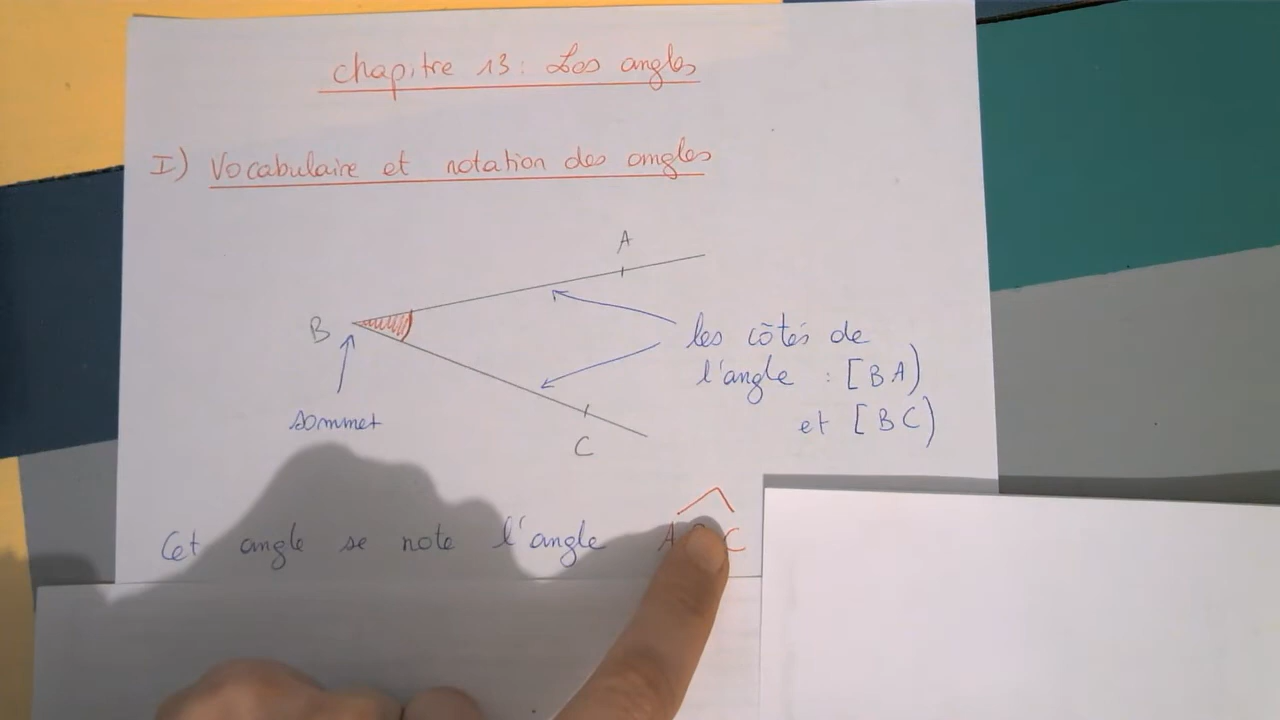 Chapitre 13 : Les angles
I) Vocabulaire et notation des angles
A
B
les côtés de
l'angle : [BA)
et [BC)
sommet
C
Cet angle se note l'angle A C